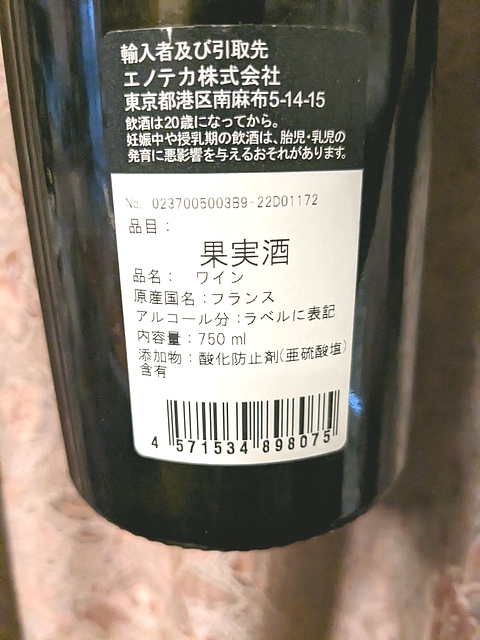 輸入者及び引取先
エノテカ株式会社
東京都港区南麻布5-14-15
飲酒は20歳になってから。
妊娠中や授乳期の飲酒は、胎児・乳児の
発育に悪影響を与えるおそれがあります。
No. 0237005003B9-22D01172
品目：
果実酒
品名： ワイン
原産国名：フランス
アルコール分：ラベルに表記
内容量：750 ml
添加物：酸化防止剤(亜硫酸塩)
含有
4 571534 898075